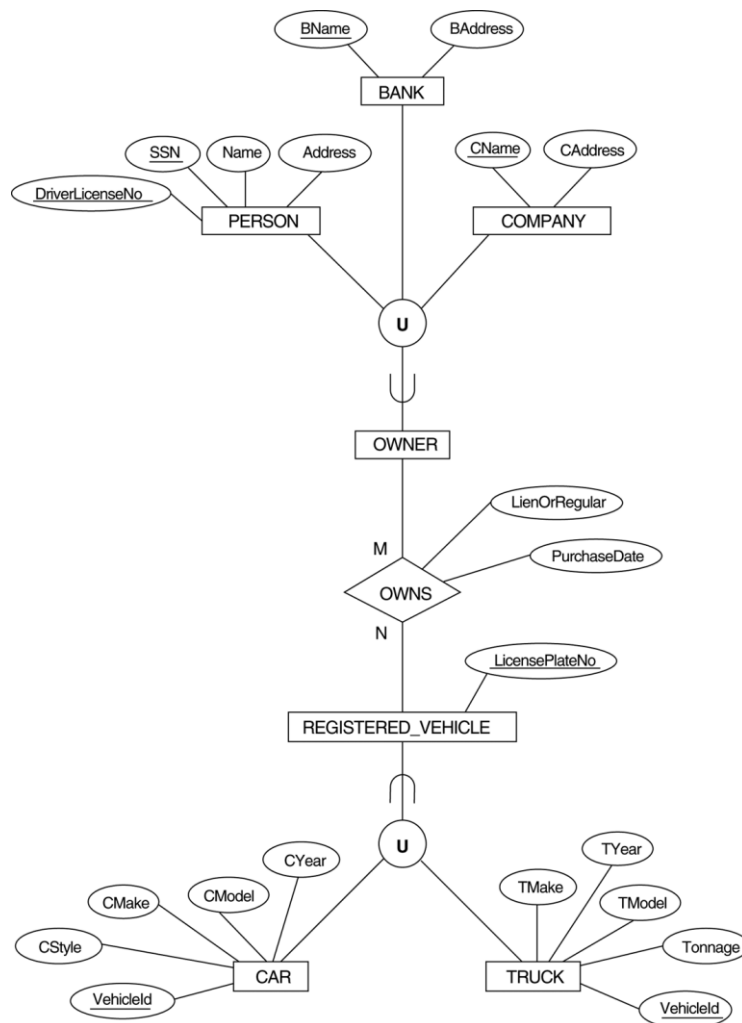 BName
BAddress
BANK
SSN
Name
Address
CName
CAddress
DriverLicenseNo
PERSON
COMPANY
U
OWNER
LienOrRegular
M
PurchaseDate
OWNS
N
LicensePlateNo
REGISTERED_VEHICLE
U
CYear
TYear
CModel
TMake
CMake
TModel
CStyle
Tonnage
CAR
TRUCK
VehicleId
VehicleId